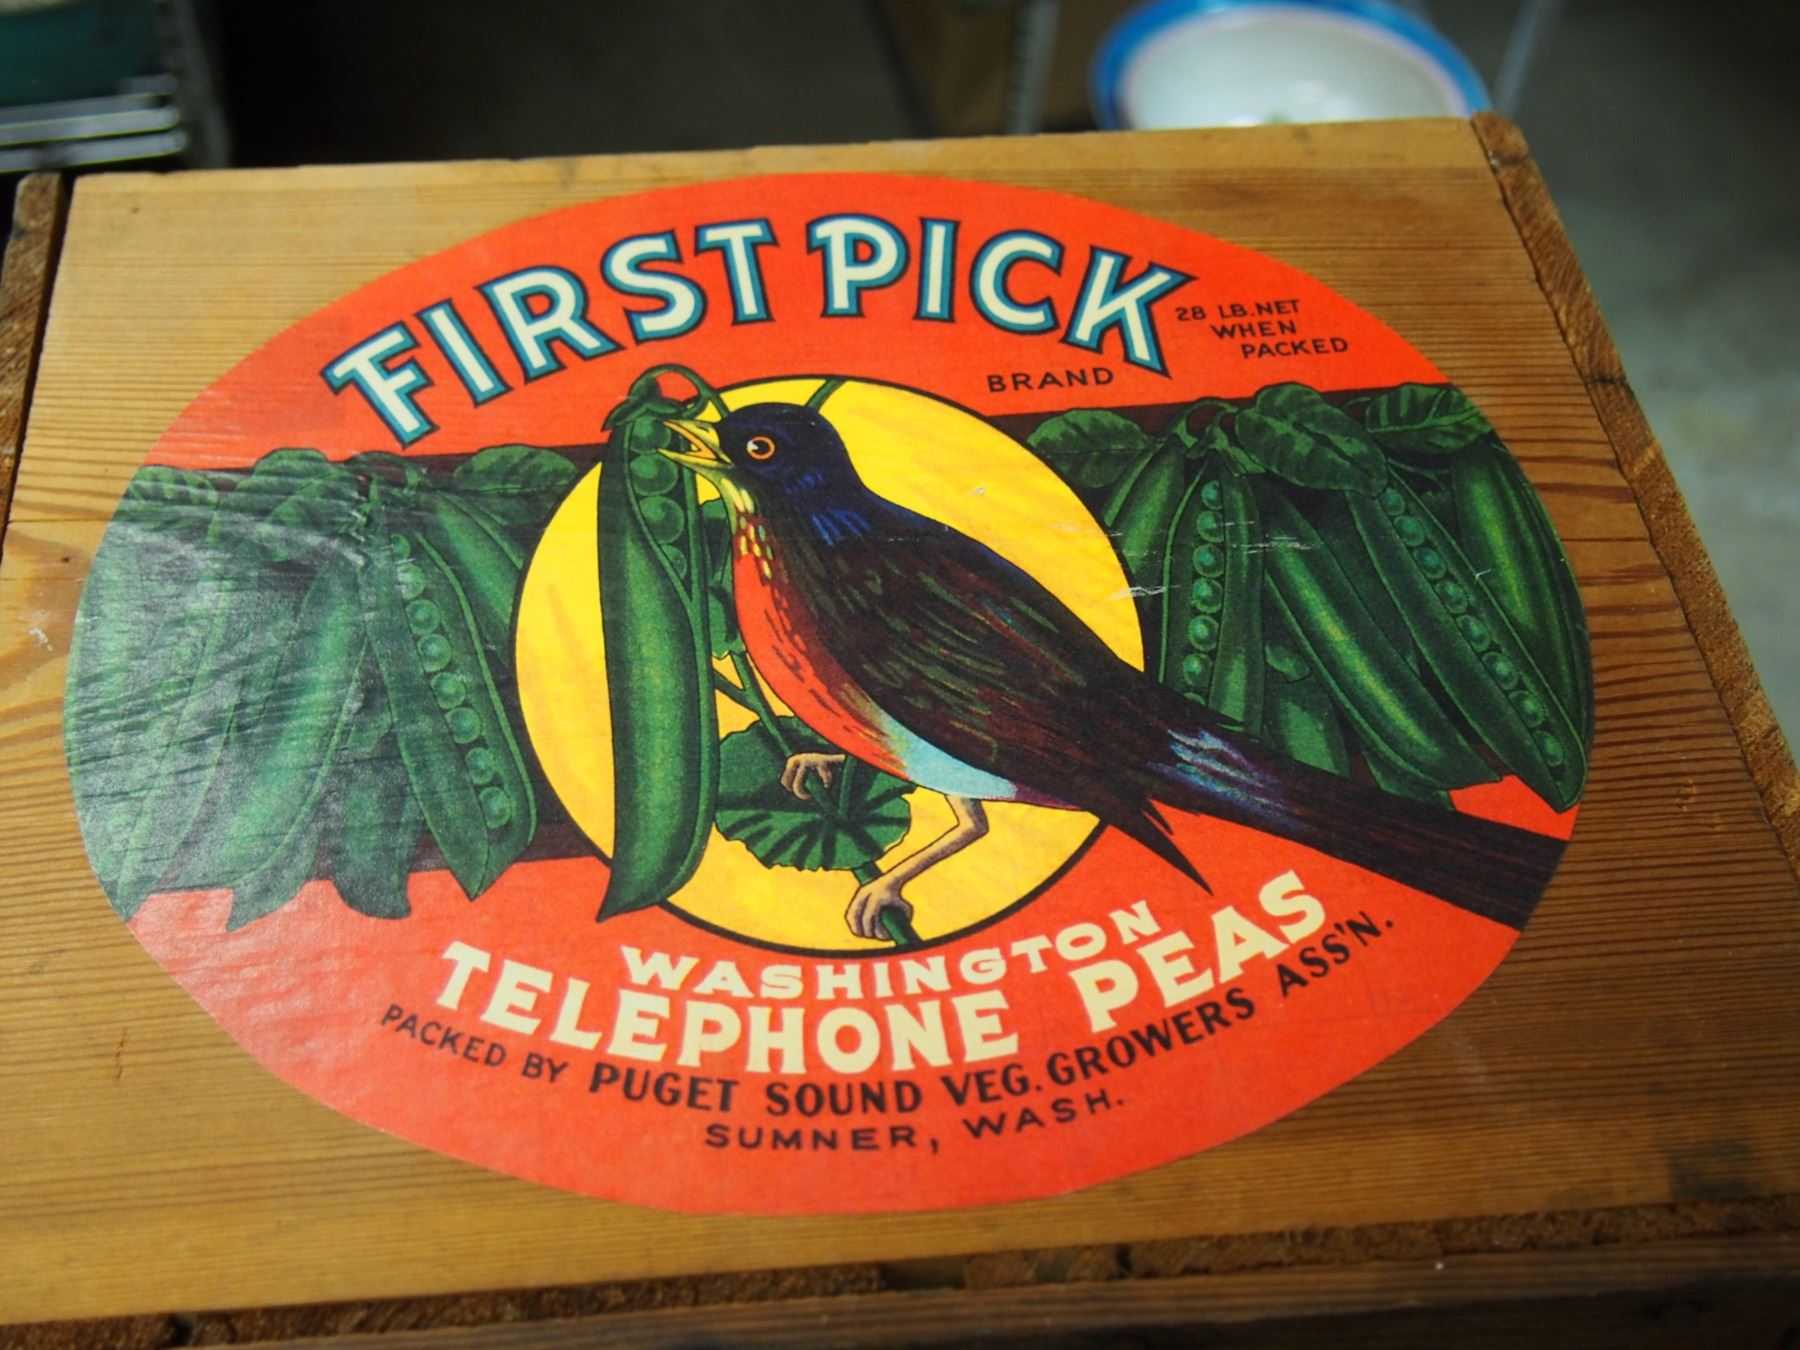 FIRST PICK
BRAND
28 LB.NET
WHEN
PACKED
WASHINGTON
TELEPHONE PEAS
PACKED BY PUGET SOUND VEG. GROWERS ASS'N.
SUMNER, WASH.